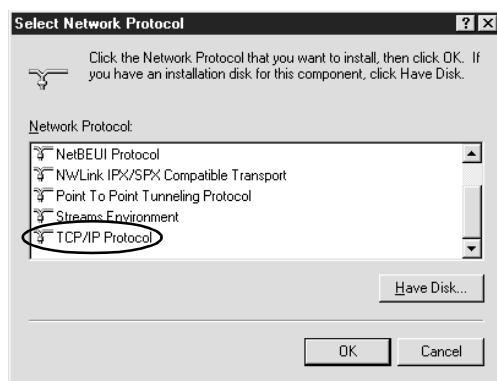 Select Network Protocol
Click the Network Protocol that you want to install, then click OK. If
you have an installation disk for this component, click Have Disk.
Network Protocol:
NetBEUI Protocol
NWLink IPX/SPX Compatible Transport
Point To Point Tunneling Protocol
Streams Environment
TCP/IP Protocol
Have Disk...
OK
Cancel